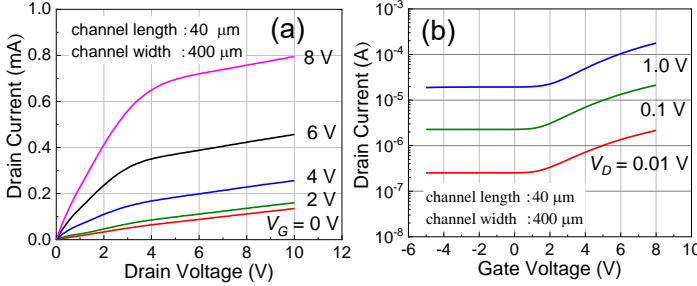 (a)
channel length : 40 μm
channel width : 400 μm
8 V
6 V
4 V
2 V
V_G = 0 V
Drain Current (mA)
1.0
0.8
0.6
0.4
0.2
0.0
0 2 4 6 8 10 12
Drain Voltage (V)
(b)
1.0 V
0.1 V
V_D = 0.01 V
channel length : 40 μm
channel width : 400 μm
Drain Current (A)
10⁻³
10⁻⁴
10⁻⁵
10⁻⁶
10⁻⁷
10⁻⁸
-6 -4 -2 0 2 4 6 8 10
Gate Voltage (V)